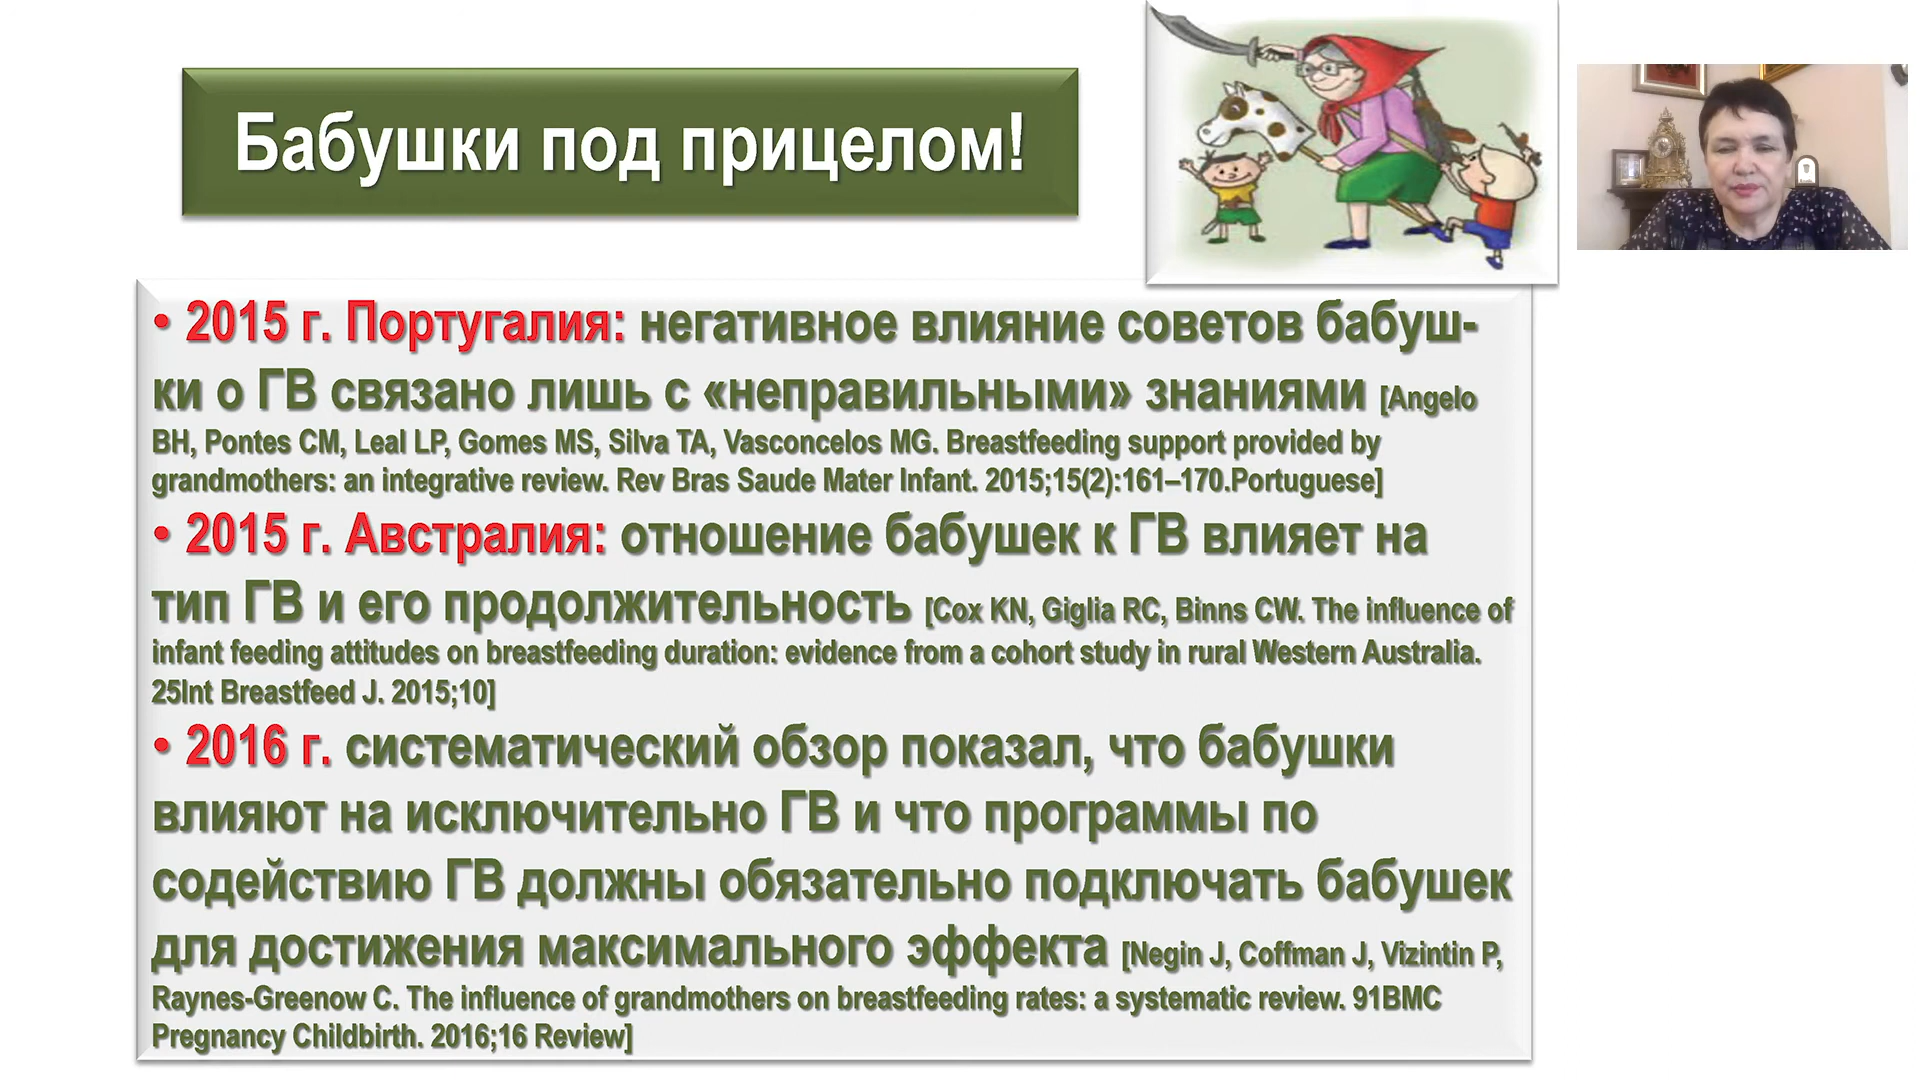 Бабушки под прицелом!
• 2015 г. Португалия: негативное влияние советов бабуш-
ки о ГВ связано лишь с «неправильными» знаниями [Angelo
BH, Pontes CM, Leal LP, Gomes MS, Silva TA, Vasconcelos MG. Breastfeeding support provided by
grandmothers: an integrative review. Rev Bras Saude Mater Infant. 2015;15(2):161–170.Portuguese]
• 2015 г. Австралия: отношение бабушек к ГВ влияет на
тип ГВ и его продолжительность [Cox KN, Giglia RC, Binns CW. The influence of
infant feeding attitudes on breastfeeding duration: evidence from a cohort study in rural Western Australia.
25Int Breastfeed J. 2015;10]
• 2016 г. систематический обзор показал, что бабушки
влияют на исключительно ГВ и что программы по
содействию ГВ должны обязательно подключать бабушек
для достижения максимального эффекта [Negin J, Coffman J, Vizintin P,
Raynes-Greenow C. The influence of grandmothers on breastfeeding rates: a systematic review. 91BMC
Pregnancy Childbirth. 2016;16 Review]